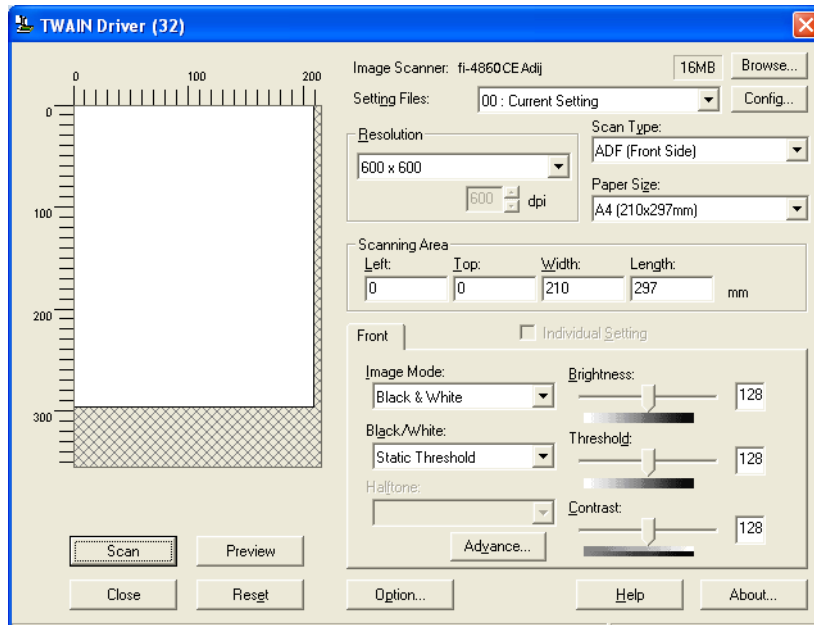 TWAIN Driver (32)
0 100 200
0
100
200
300
Image Scanner: fi-4860CEAdij 16MB Browse...
Setting Files: 00 : Current Setting Config...
Resolution
600 x 600
600 dpi
Scan Type:
ADF (Front Side)
Paper Size:
A4 (210x297mm)
Scanning Area
Left: Top: Width: Length:
0 0 210 297 mm
Front Individual Setting
Image Mode:
Black & White
Black/White:
Static Threshold
Halftone:
Advance...
Brightness:
128
Threshold:
128
Contrast:
128
Scan Preview
Close Reset Option... Help About...